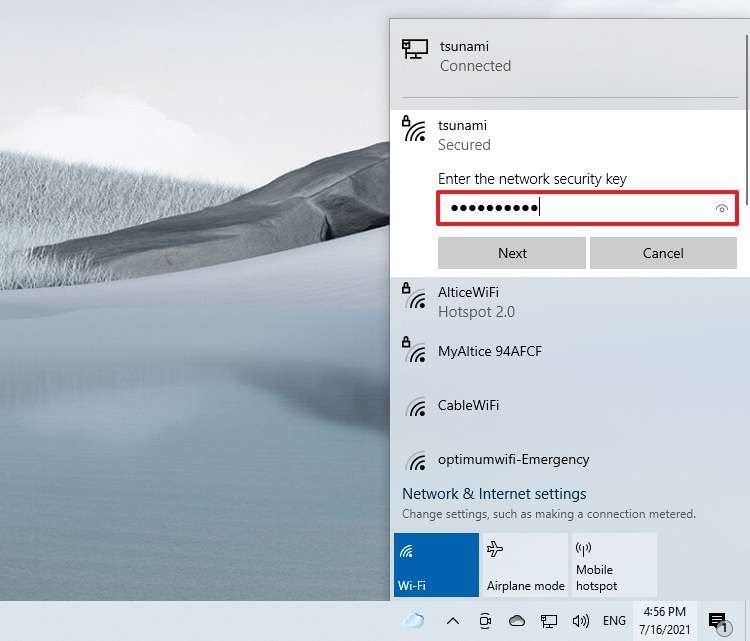 tsunami
Connected
tsunami
Secured
Enter the network security key
●●●●●●●●●●
Next
Cancel
AlticeWiFi
Hotspot 2.0
MyAltice 94AFCF
CableWiFi
optimumwifi-Emergency
Network & Internet settings
Change settings, such as making a connection metered.
Wi-Fi
Airplane mode
Mobile
hotspot
ENG
4:56 PM
7/16/2021
1